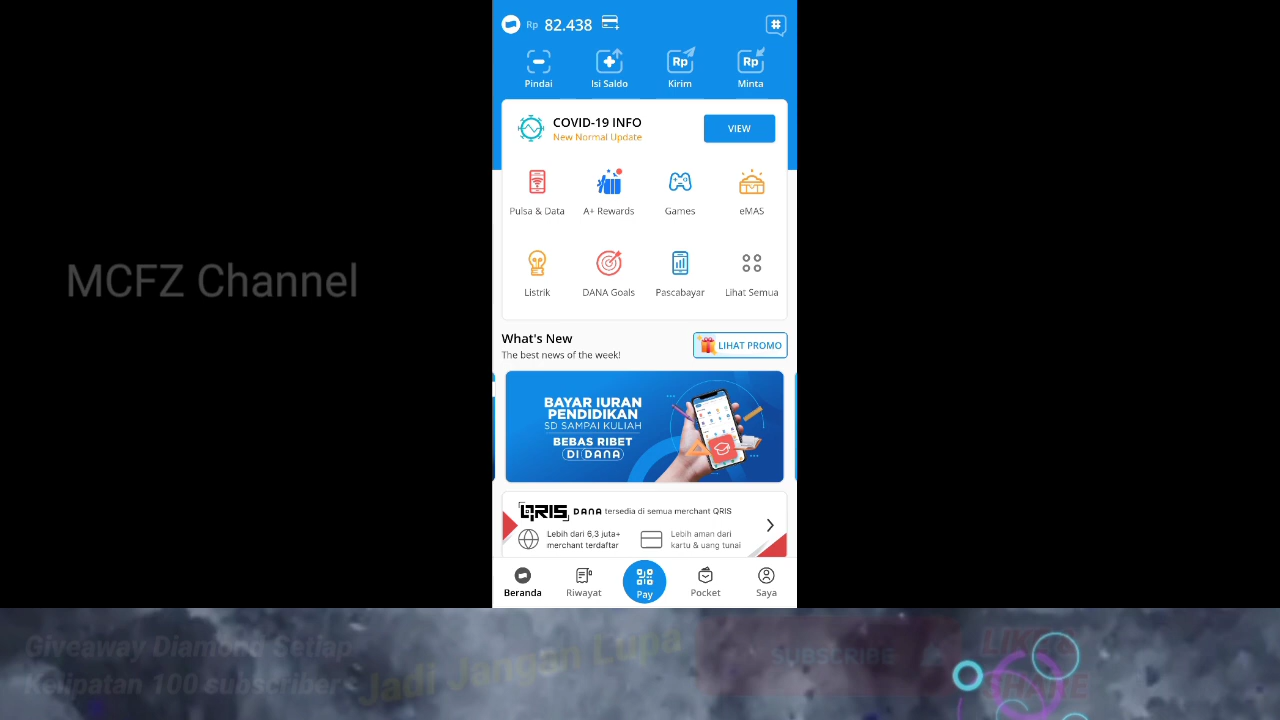 Rp 82.438
Pindai
Isi Saldo
Rp
Kirim
Rp
Minta
COVID-19 INFO
New Normal Update
VIEW
Pulsa & Data
A+ Rewards
Games
eMAS
Listrik
DANA Goals
Pascabayar
Lihat Semua
MCFZ Channel
What's New
The best news of the week!
LIHAT PROMO
BAYAR IURAN
PENDIDIKAN
SD SAMPAI KULIAH
BEBAS RIBET
DI DANA
QRIS DANA tersedia di semua merchant QRIS
Lebih dari 6,3 juta+
merchant terdaftar
Lebih aman dari
kartu & uang tunai
Beranda
Riwayat
Pay
Pocket
Saya
Giveaway Diamond Setiap
Kelipatan 100 subscriber
Jadi Jangan Lupa
SUBSCRIBE
LIKE
SHARE